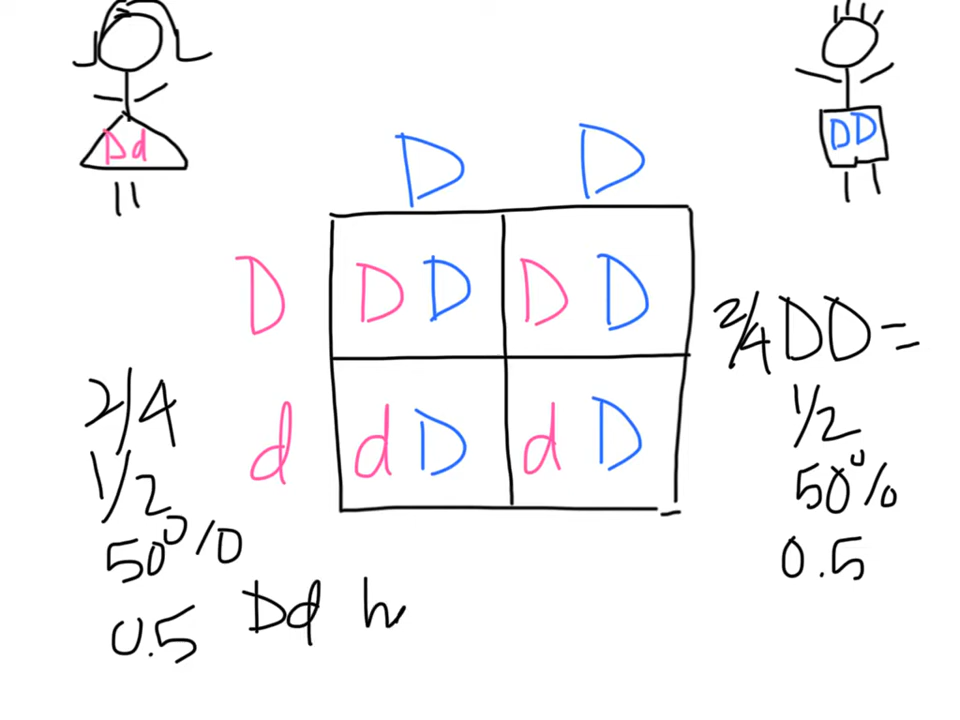 Dd
DD
D D
D DD DD
d dD dD
2/4 DD =
1/2
50%
0.5
2/4
1/2
50%
0.5 Dd h